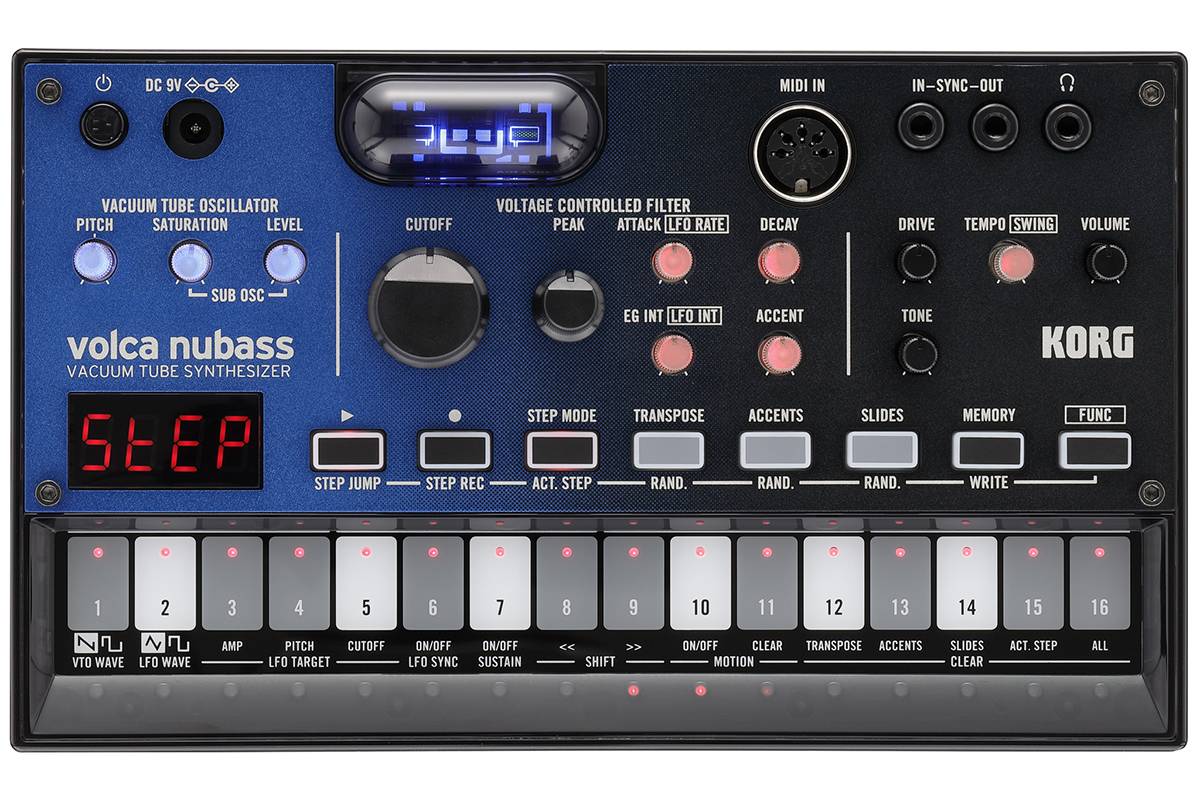 DC 9V
MIDI IN
IN-SYNC-OUT
VACUUM TUBE OSCILLATOR
VOLTAGE CONTROLLED FILTER
PITCH SATURATION LEVEL
CUTOFF PEAK ATTACK LFO RATE DECAY
DRIVE TEMPO SWING VOLUME
SUB OSC
EG INT LFO INT ACCENT
TONE
volca nubass
VACUUM TUBE SYNTHESIZER
KORG
StEP
STEP MODE TRANSPOSE ACCENTS SLIDES MEMORY FUNC
STEP JUMP STEP REC ACT. STEP RAND. RAND. RAND. WRITE
1 2 3 4 5 6 7 8 9 10 11 12 13 14 15 16
AMP PITCH CUTOFF ON/OFF ON/OFF << >> ON/OFF CLEAR TRANSPOSE ACCENTS SLIDES ACT. STEP ALL
VTO WAVE LFO WAVE LFO TARGET LFO SYNC SUSTAIN SHIFT MOTION CLEAR